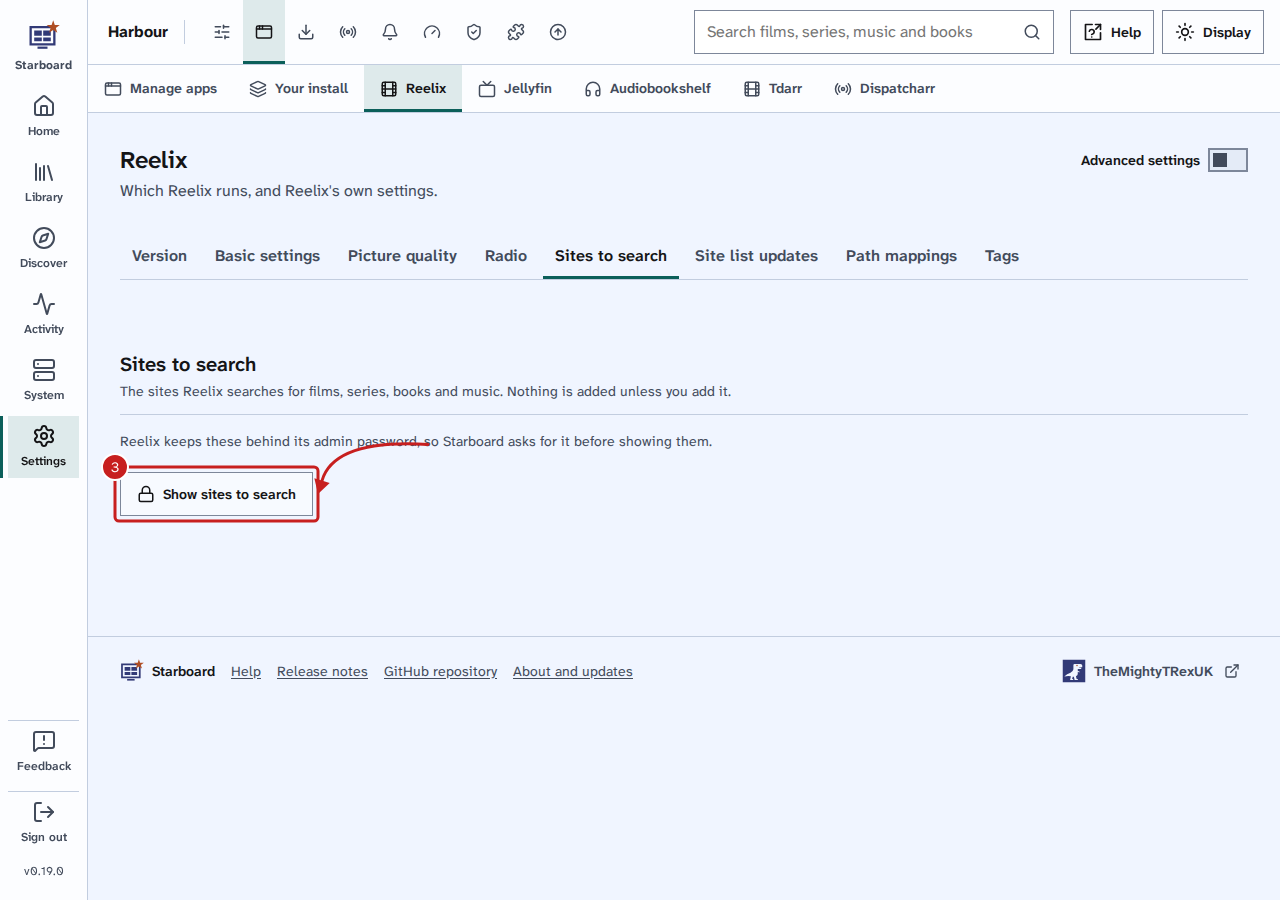 Starboard
Home
Library
Discover
Activity
System
Settings
Feedback
Sign out
v0.19.0
Harbour
Search films, series, music and books
Help
Display
Manage apps
Your install
Reelix
Jellyfin
Audiobookshelf
Tdarr
Dispatcharr
Reelix
Advanced settings
Which Reelix runs, and Reelix's own settings.
Version
Basic settings
Picture quality
Radio
Sites to search
Site list updates
Path mappings
Tags
Sites to search
The sites Reelix searches for films, series, books and music. Nothing is added unless you add it.
Reelix keeps these behind its admin password, so Starboard asks for it before showing them.
3
Show sites to search
Starboard
Help
Release notes
GitHub repository
About and updates
TheMightyTRexUK